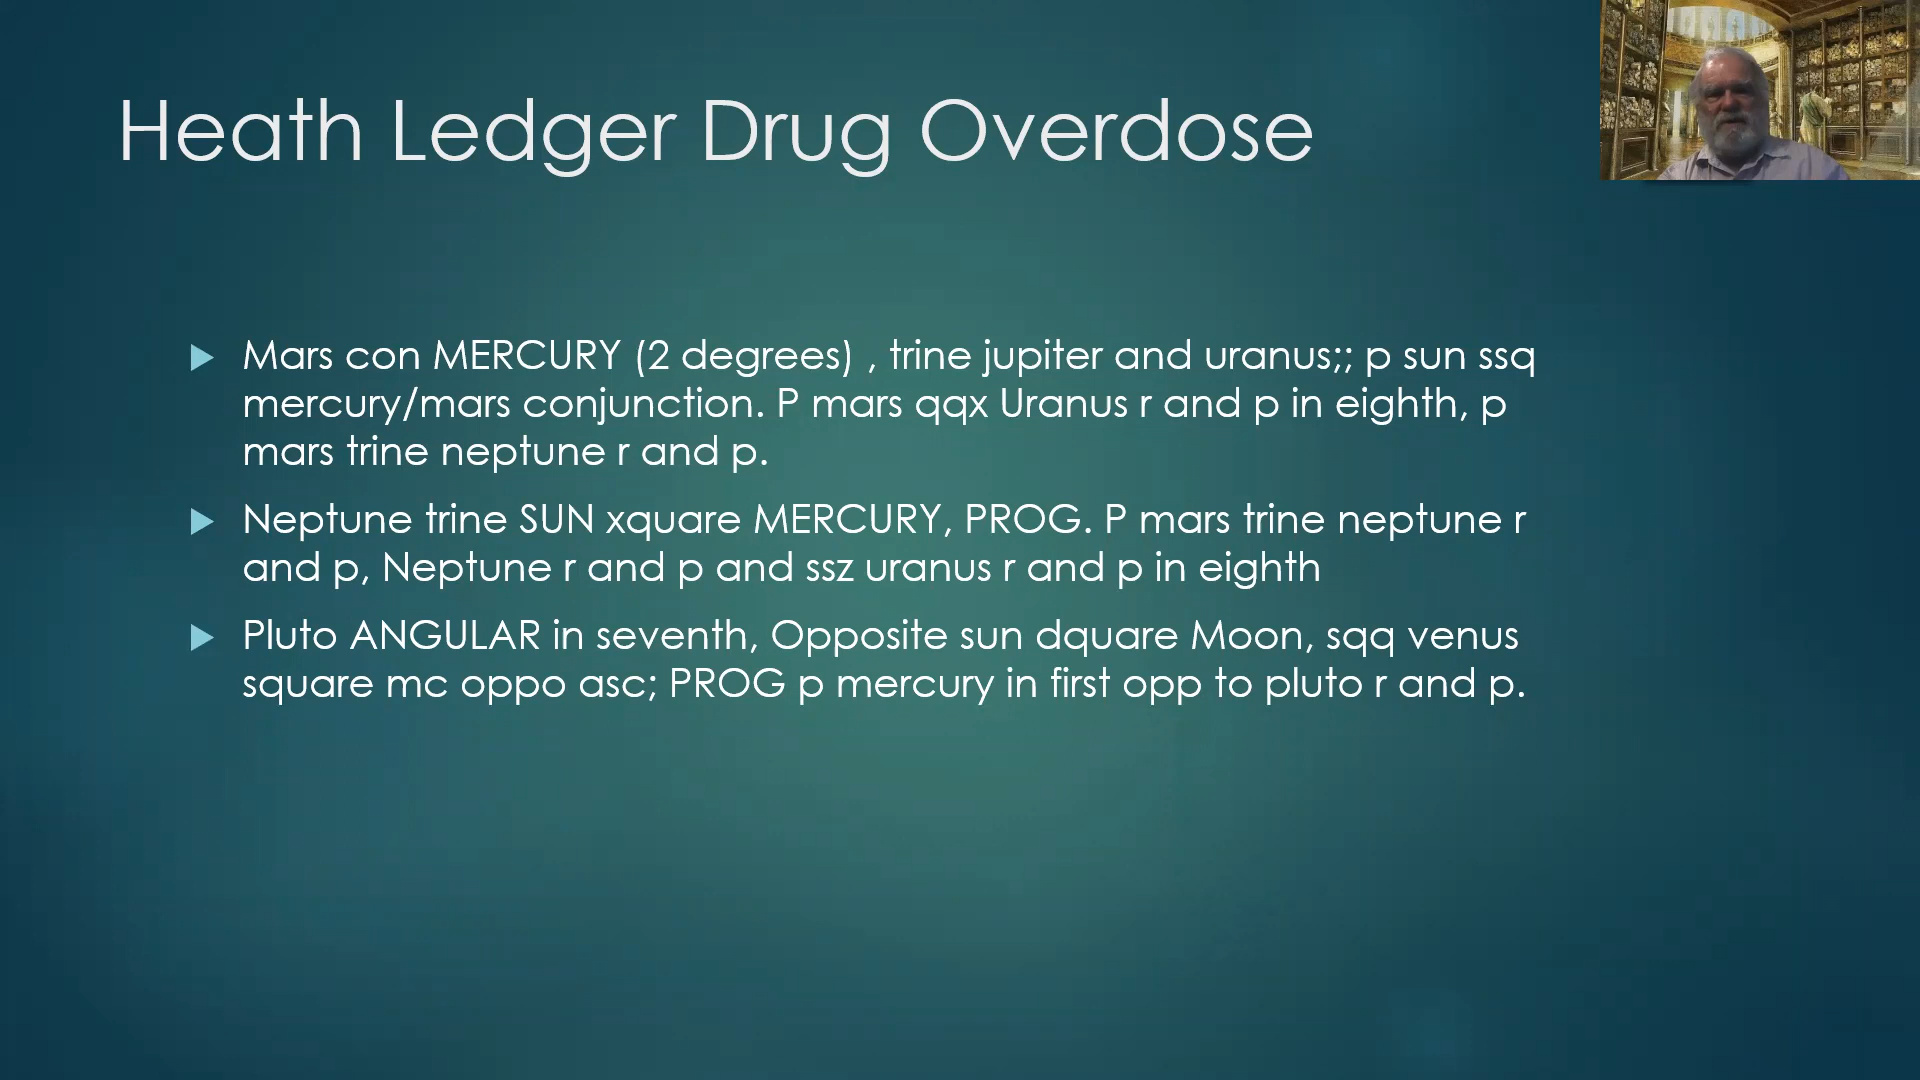 Heath Ledger Drug Overdose
Mars con MERCURY (2 degrees) , trine jupiter and uranus;; p sun ssq
mercury/mars conjunction. P mars qqx Uranus r and p in eighth, p
mars trine neptune r and p.
Neptune trine SUN xquare MERCURY, PROG. P mars trine neptune r
and p, Neptune r and p and ssz uranus r and p in eighth
Pluto ANGULAR in seventh, Opposite sun dquare Moon, sqq venus
square mc oppo asc; PROG p mercury in first opp to pluto r and p.